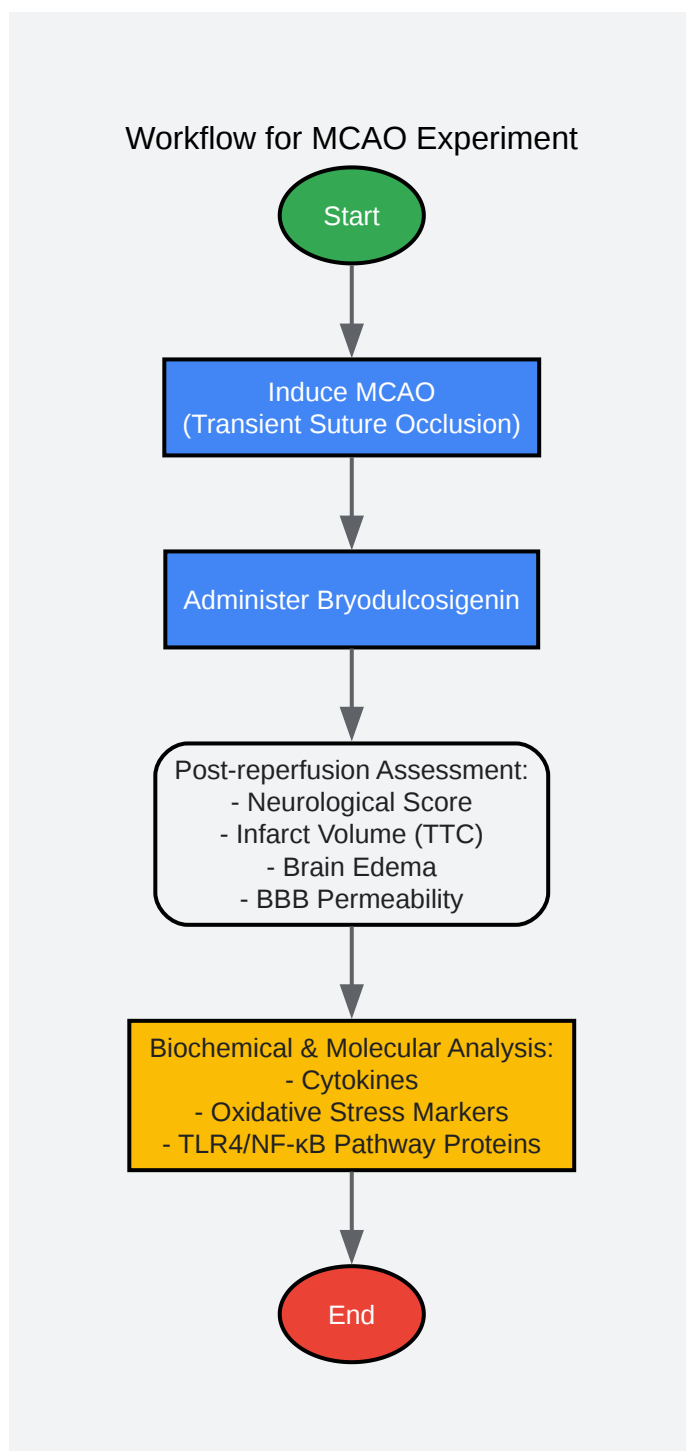 Workflow for MCAO Experiment
Start
Induce MCAO
(Transient Suture Occlusion)
Administer Bryodulcosigenin
Post-reperfusion Assessment:
- Neurological Score
- Infarct Volume (TTC)
- Brain Edema
- BBB Permeability
Biochemical & Molecular Analysis:
- Cytokines
- Oxidative Stress Markers
- TLR4/NF-κB Pathway Proteins
End